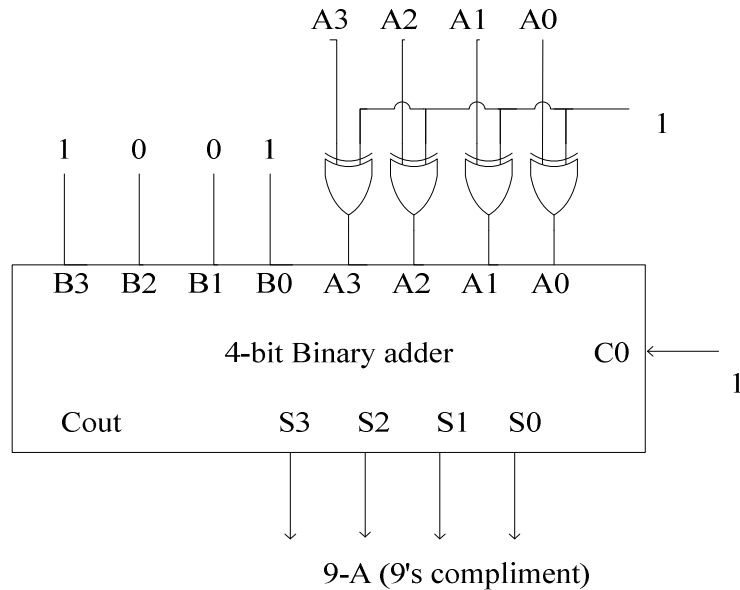 A3 A2 A1 A0
1
1 0 0 1
B3 B2 B1 B0 A3 A2 A1 A0
4-bit Binary adder C0
1
Cout S3 S2 S1 S0
9-A (9's compliment)